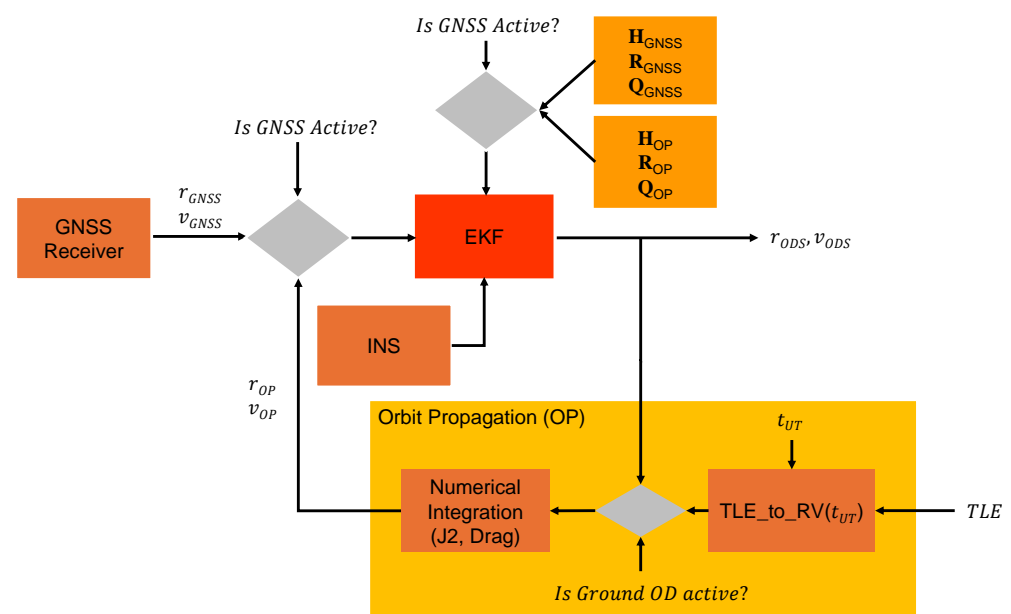 Is GNSS Active?
H_GNSS
R_GNSS
Q_GNSS
Is GNSS Active?
H_OP
R_OP
Q_OP
r_GNSS
v_GNSS
GNSS
Receiver
EKF
r_ODS, v_ODS
INS
r_OP
v_OP
Orbit Propagation (OP)
t_UT
Numerical
Integration
(J2, Drag)
TLE_to_RV(t_UT)
TLE
Is Ground OD active?